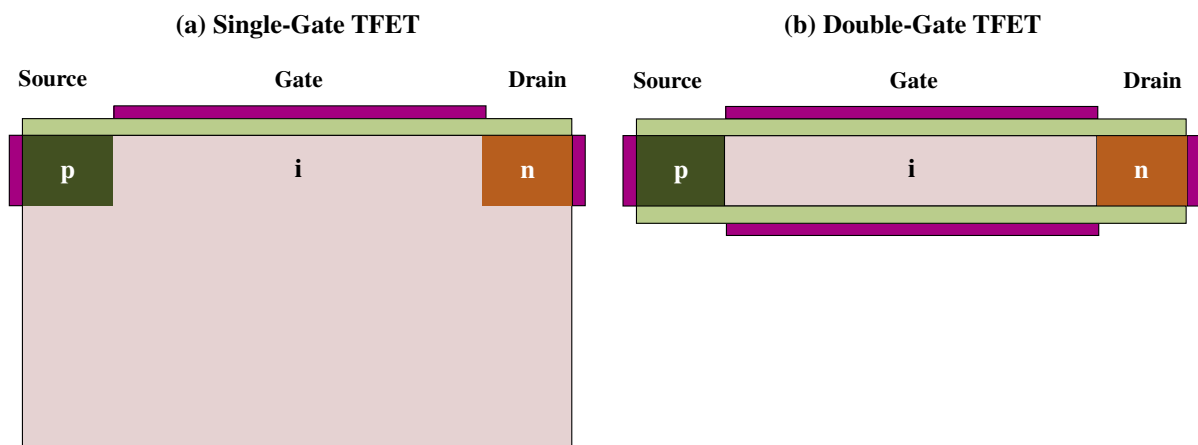 (a) Single-Gate TFET
Source Gate Drain
p i n
(b) Double-Gate TFET
Source Gate Drain
p i n